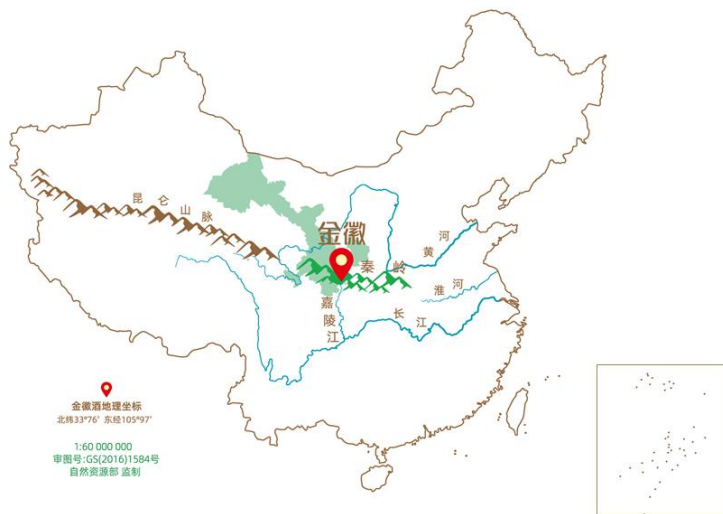 昆仑山脉
金徽
秦岭
黄河
淮河
嘉陵江
长江
金徽酒地理坐标
北纬33°76′ 东经105°97′
1:60 000 000
审图号:GS(2016)1584号
自然资源部 监制